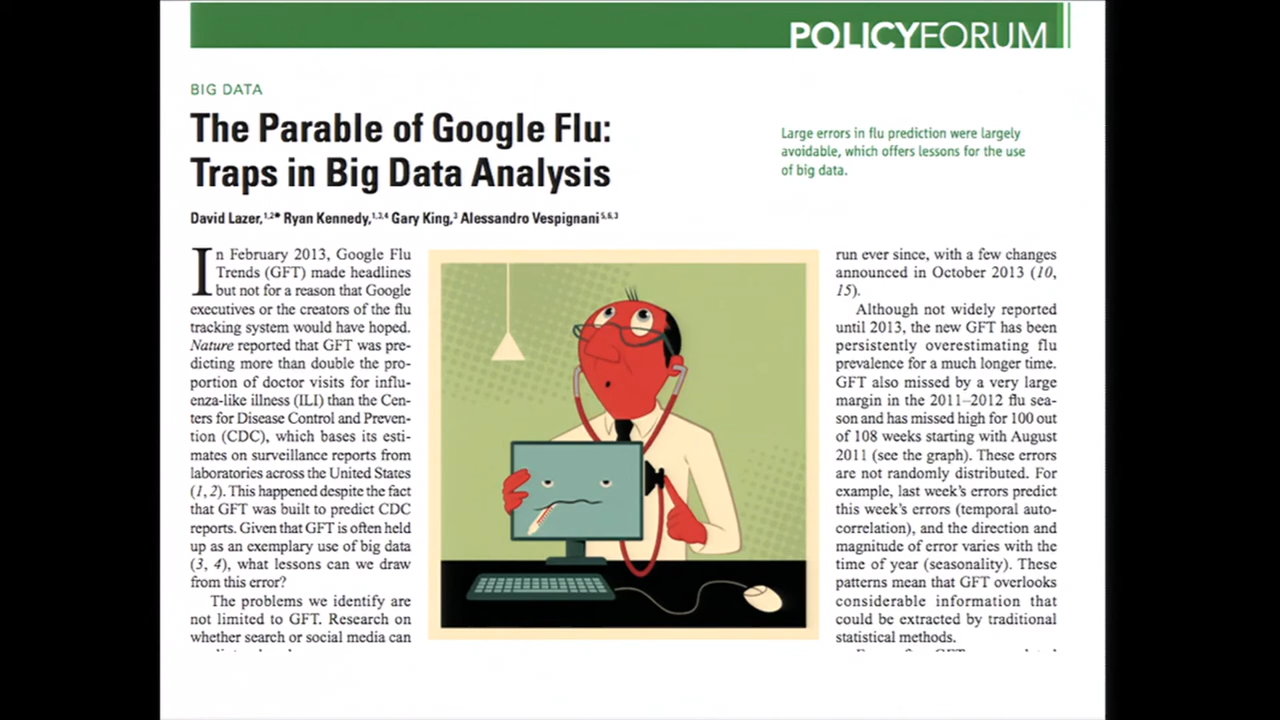 POLICYFORUM
BIG DATA
The Parable of Google Flu:
Traps in Big Data Analysis
Large errors in flu prediction were largely
avoidable, which offers lessons for the use
of big data.
David Lazer,1,2* Ryan Kennedy,1,3,4 Gary King,3 Alessandro Vespignani5,6,3
In February 2013, Google Flu
Trends (GFT) made headlines
but not for a reason that Google
executives or the creators of the flu
tracking system would have hoped.
Nature reported that GFT was pre-
dicting more than double the pro-
portion of doctor visits for influ-
enza-like illness (ILI) than the Cen-
ters for Disease Control and Preven-
tion (CDC), which bases its esti-
mates on surveillance reports from
laboratories across the United States
(1, 2). This happened despite the fact
that GFT was built to predict CDC
reports. Given that GFT is often held
up as an exemplary use of big data
(3, 4), what lessons can we draw
from this error?
The problems we identify are
not limited to GFT. Research on
whether search or social media can
run ever since, with a few changes
announced in October 2013 (10,
15).
Although not widely reported
until 2013, the new GFT has been
persistently overestimating flu
prevalence for a much longer time.
GFT also missed by a very large
margin in the 2011–2012 flu sea-
son and has missed high for 100 out
of 108 weeks starting with August
2011 (see the graph). These errors
are not randomly distributed. For
example, last week's errors predict
this week's errors (temporal auto-
correlation), and the direction and
magnitude of error varies with the
time of year (seasonality). These
patterns mean that GFT overlooks
considerable information that
could be extracted by traditional
statistical methods.